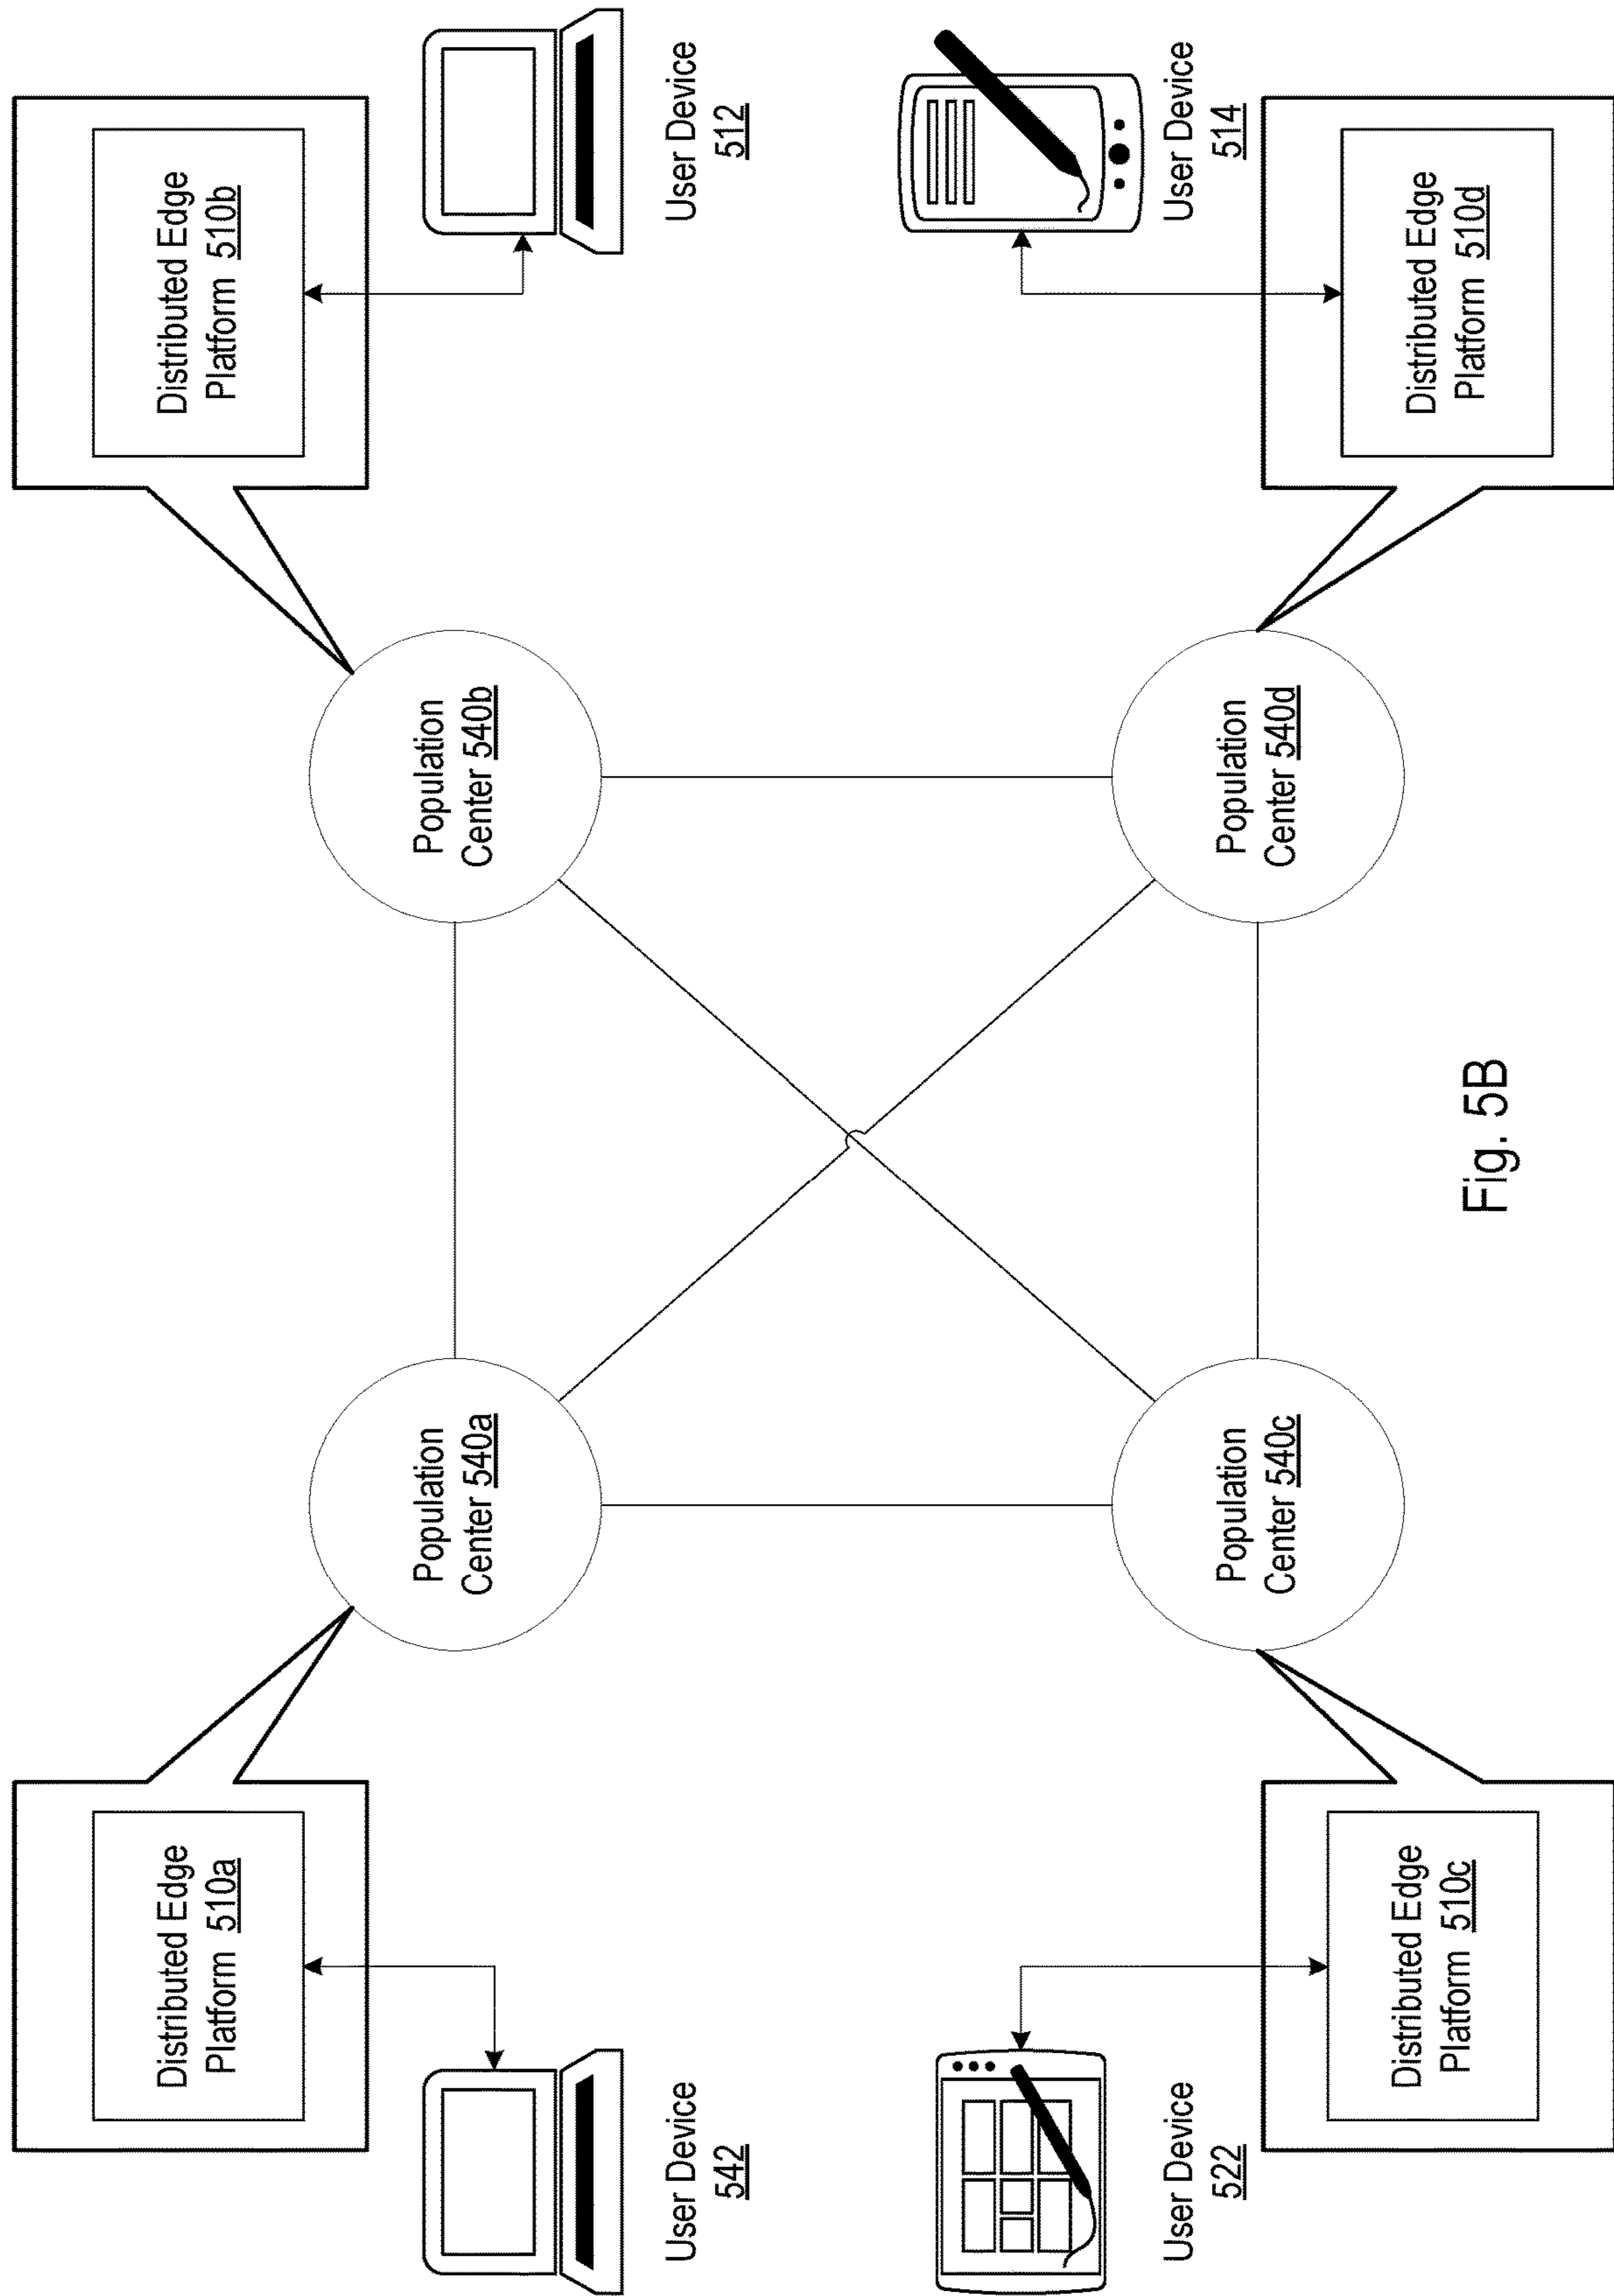 Distributed Edge
Platform 510a
Distributed Edge
Platform 510b
User Device
542
Population
Center 540a
Population
Center 540b
User Device
512
User Device
522
Population
Center 540c
Population
Center 540d
User Device
514
Distributed Edge
Platform 510c
Distributed Edge
Platform 510d
Fig. 5B